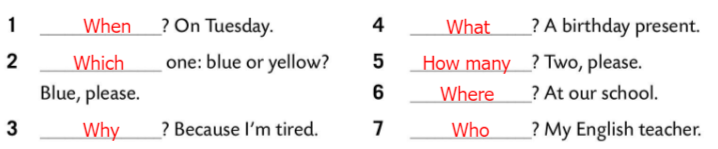 1 When ? On Tuesday.
2 Which one: blue or yellow?
Blue, please.
3 Why ? Because I'm tired.
4 What ? A birthday present.
5 How many ? Two, please.
6 Where ? At our school.
7 Who ? My English teacher.